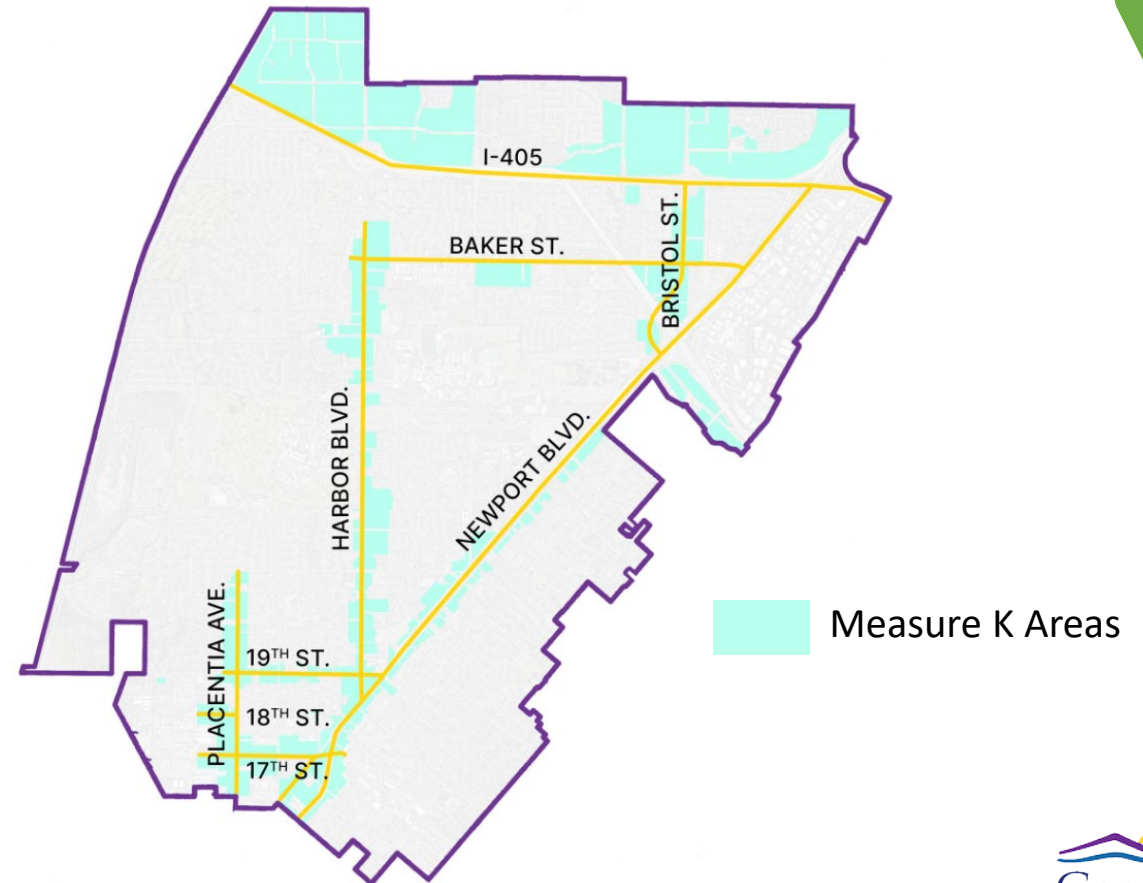 I-405
BAKER ST.
BRISTOL ST.
HARBOR BLVD.
NEWPORT BLVD.
Measure K Areas
PLACENTIA AVE.
19TH ST.
18TH ST.
17TH ST.